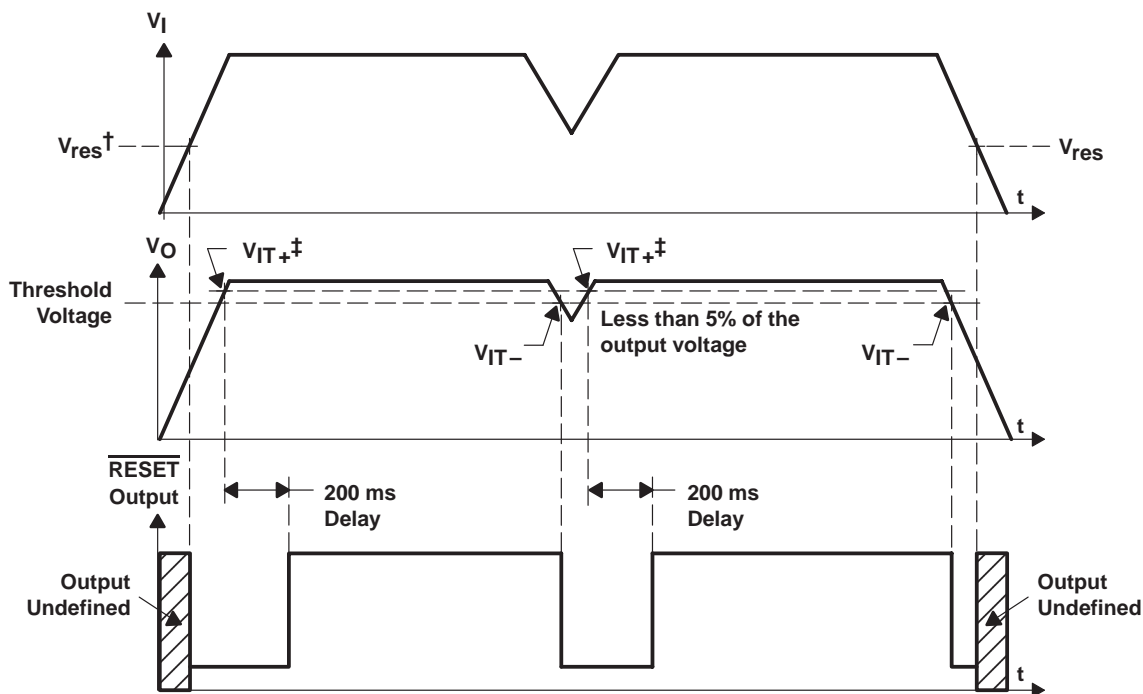 VI
Vres†
Vres
t
VO
VIT+‡
VIT+‡
Threshold
Voltage
Less than 5% of the
output voltage
VIT–
VIT–
t
RESET
Output
200 ms
Delay
200 ms
Delay
Output
Undefined
Output
Undefined
t